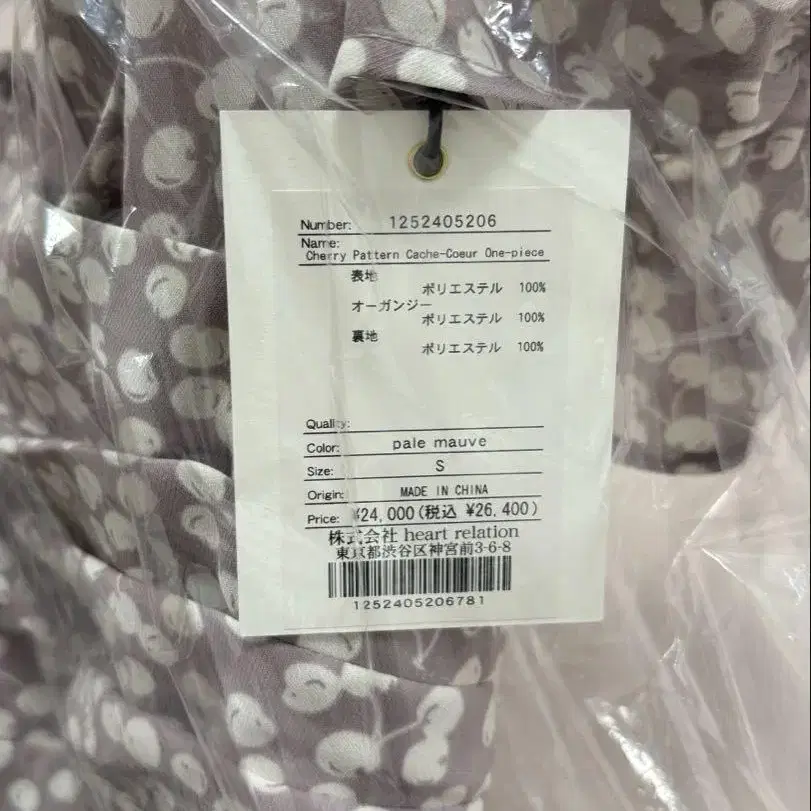 Number: 1252405206
Name:
Cherry Pattern Cache-Coeur One-piece
表地
ポリエステル 100%
オーガンジー
ポリエステル 100%
裏地
ポリエステル 100%
Quality:
Color: pale mauve
Size: S
Origin: MADE IN CHINA
Price: ¥24,000(税込 ¥26,400)
株式会社 heart relation
東京都渋谷区神宮前3-6-8
1252405206781